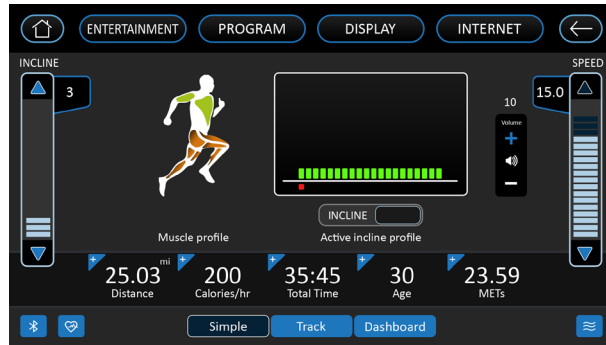 ENTERTAINMENT PROGRAM DISPLAY INTERNET
INCLINE SPEED
3 15.0
10
Volume
INCLINE
Muscle profile Active incline profile
25.03 mi 200 35:45 30 23.59
Distance Calories/hr Total Time Age METs
Simple Track Dashboard